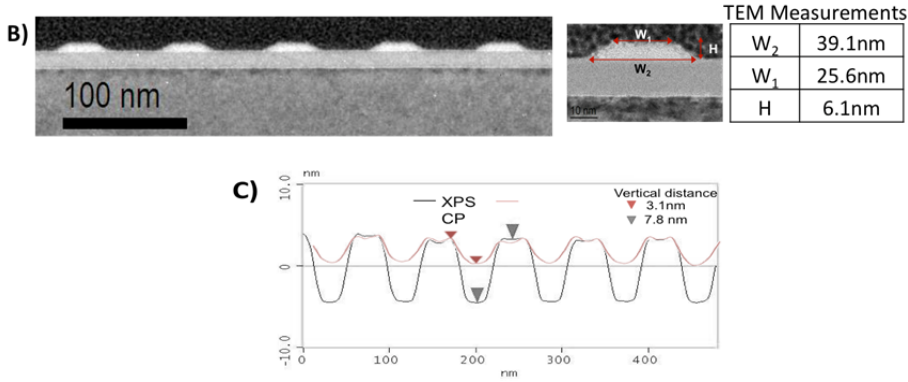 B)
100 nm
W1
H
W2
10 nm
TEM Measurements
W2 39.1nm
W1 25.6nm
H 6.1nm
C)
nm
10.0
0
-10.0
XPS
CP
Vertical distance
3.1nm
7.8 nm
0 100 200 300 400
nm